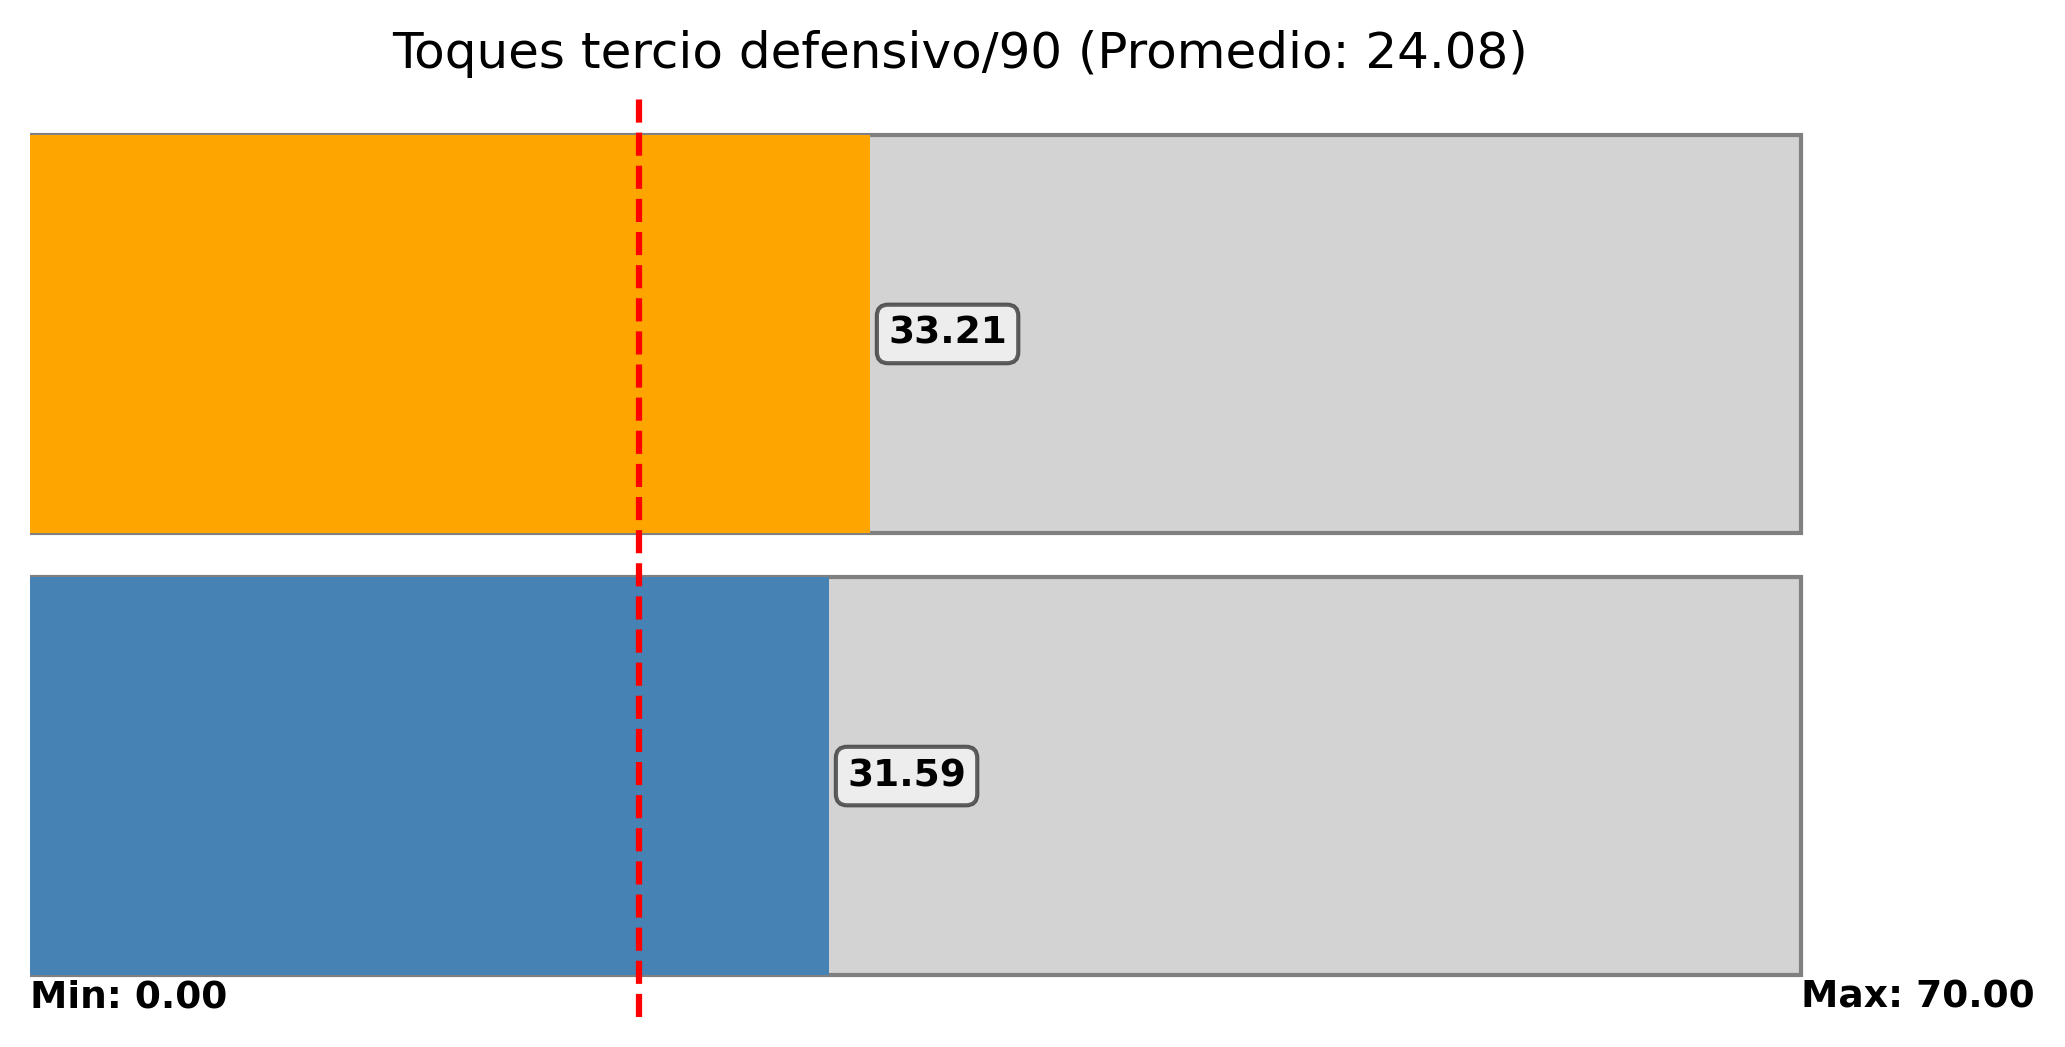 Toques tercio defensivo/90 (Promedio: 24.08)
33.21
31.59
Min: 0.00
Max: 70.00